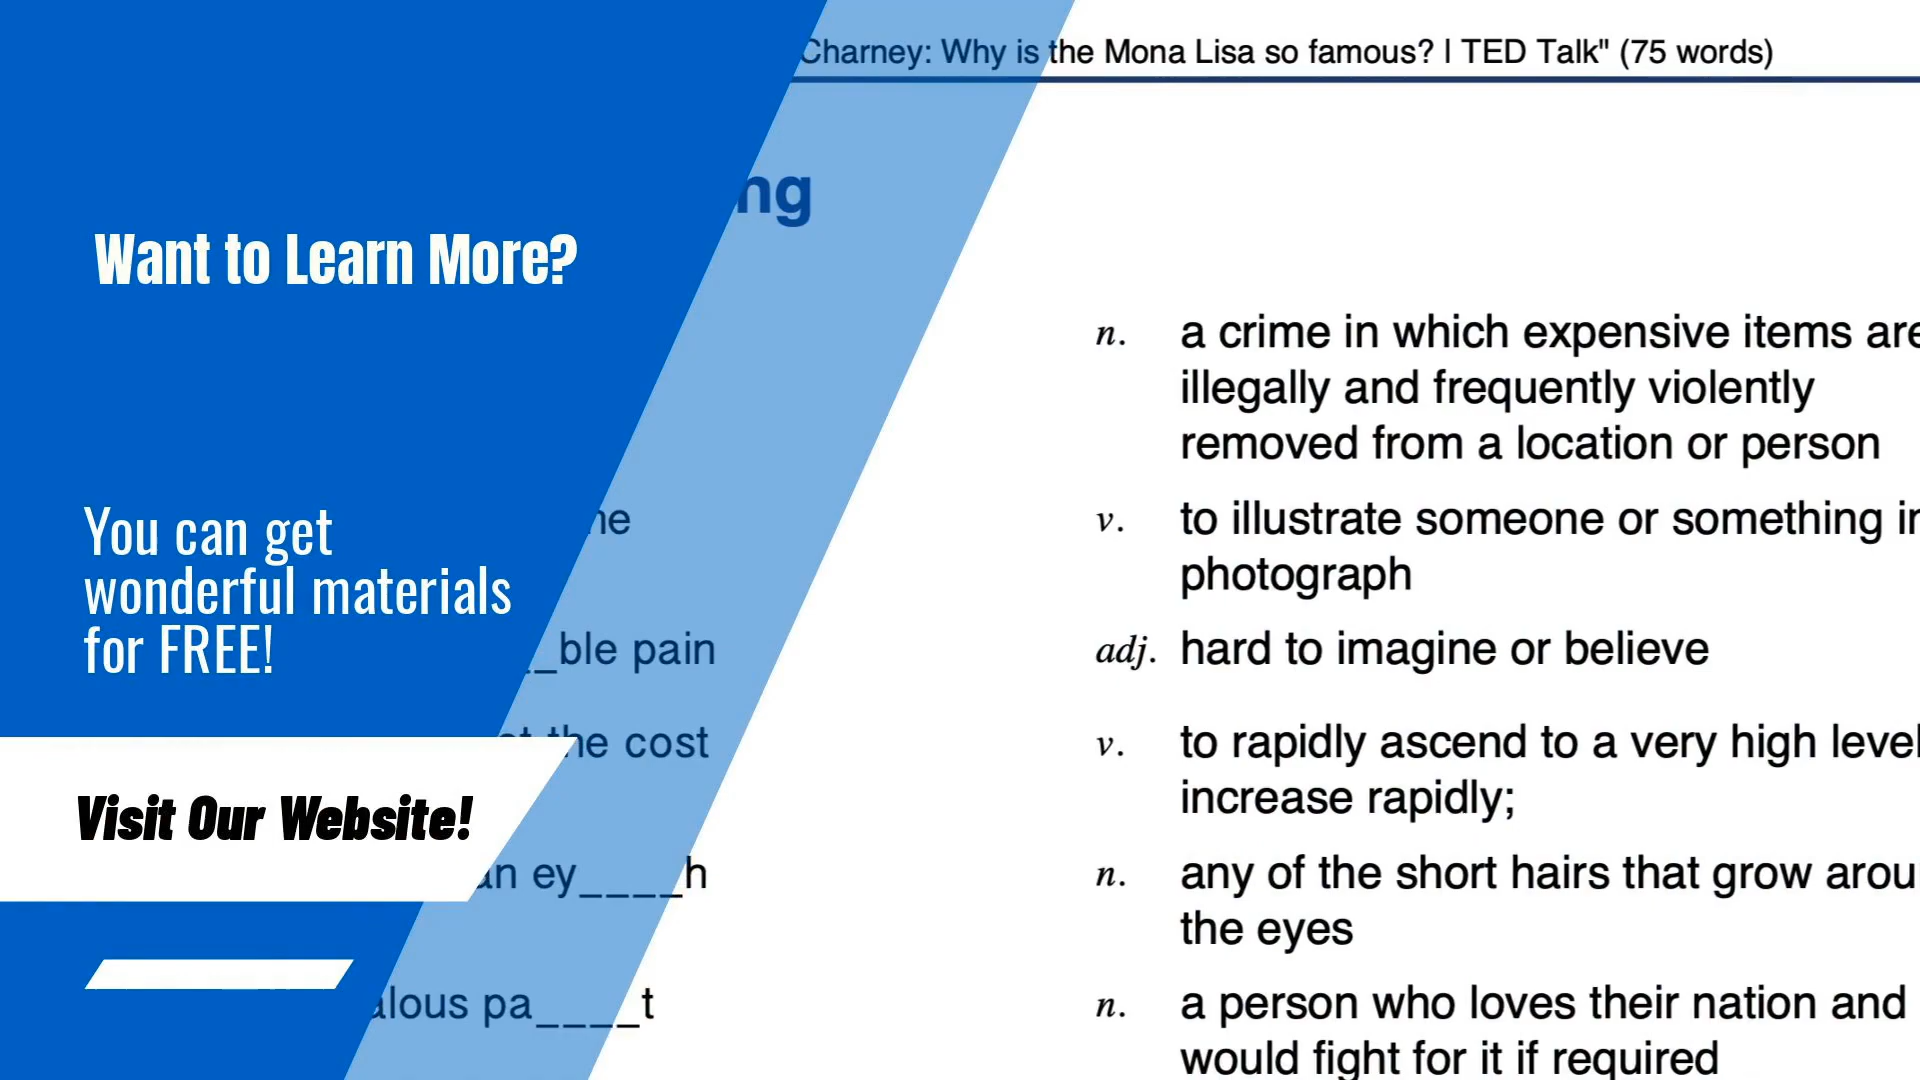 Charney: Why is the Mona Lisa so famous? | TED Talk" (75 words)
ng
Want to Learn More?
You can get
wonderful materials
for FREE!
Visit Our Website!
n. a crime in which expensive items are
illegally and frequently violently
removed from a location or person
v. to illustrate someone or something in
photograph
_ble pain adj. hard to imagine or believe
the cost v. to rapidly ascend to a very high level
increase rapidly;
an ey____h n. any of the short hairs that grow arou
the eyes
alous pa____t n. a person who loves their nation and
would fight for it if required